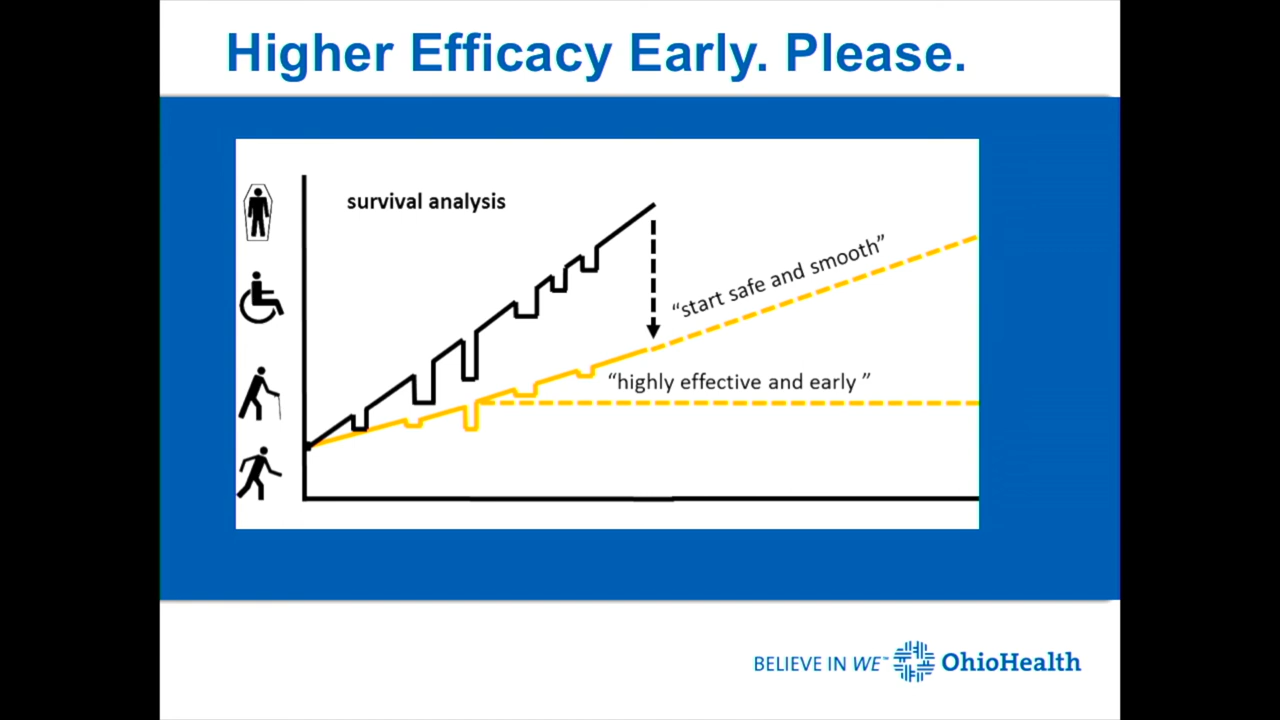 Higher Efficacy Early. Please.
survival analysis
“start safe and smooth”
“highly effective and early ”
BELIEVE IN WE™ OhioHealth